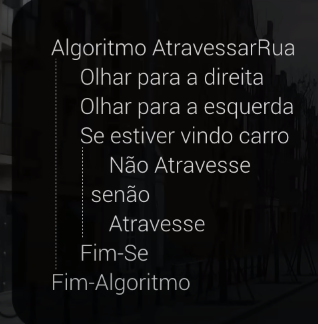 Algoritmo AtravessarRua
Olhar para a direita
Olhar para a esquerda
Se estiver vindo carro
Não Atravesse
senão
Atravesse
Fim-Se
Fim-Algoritmo